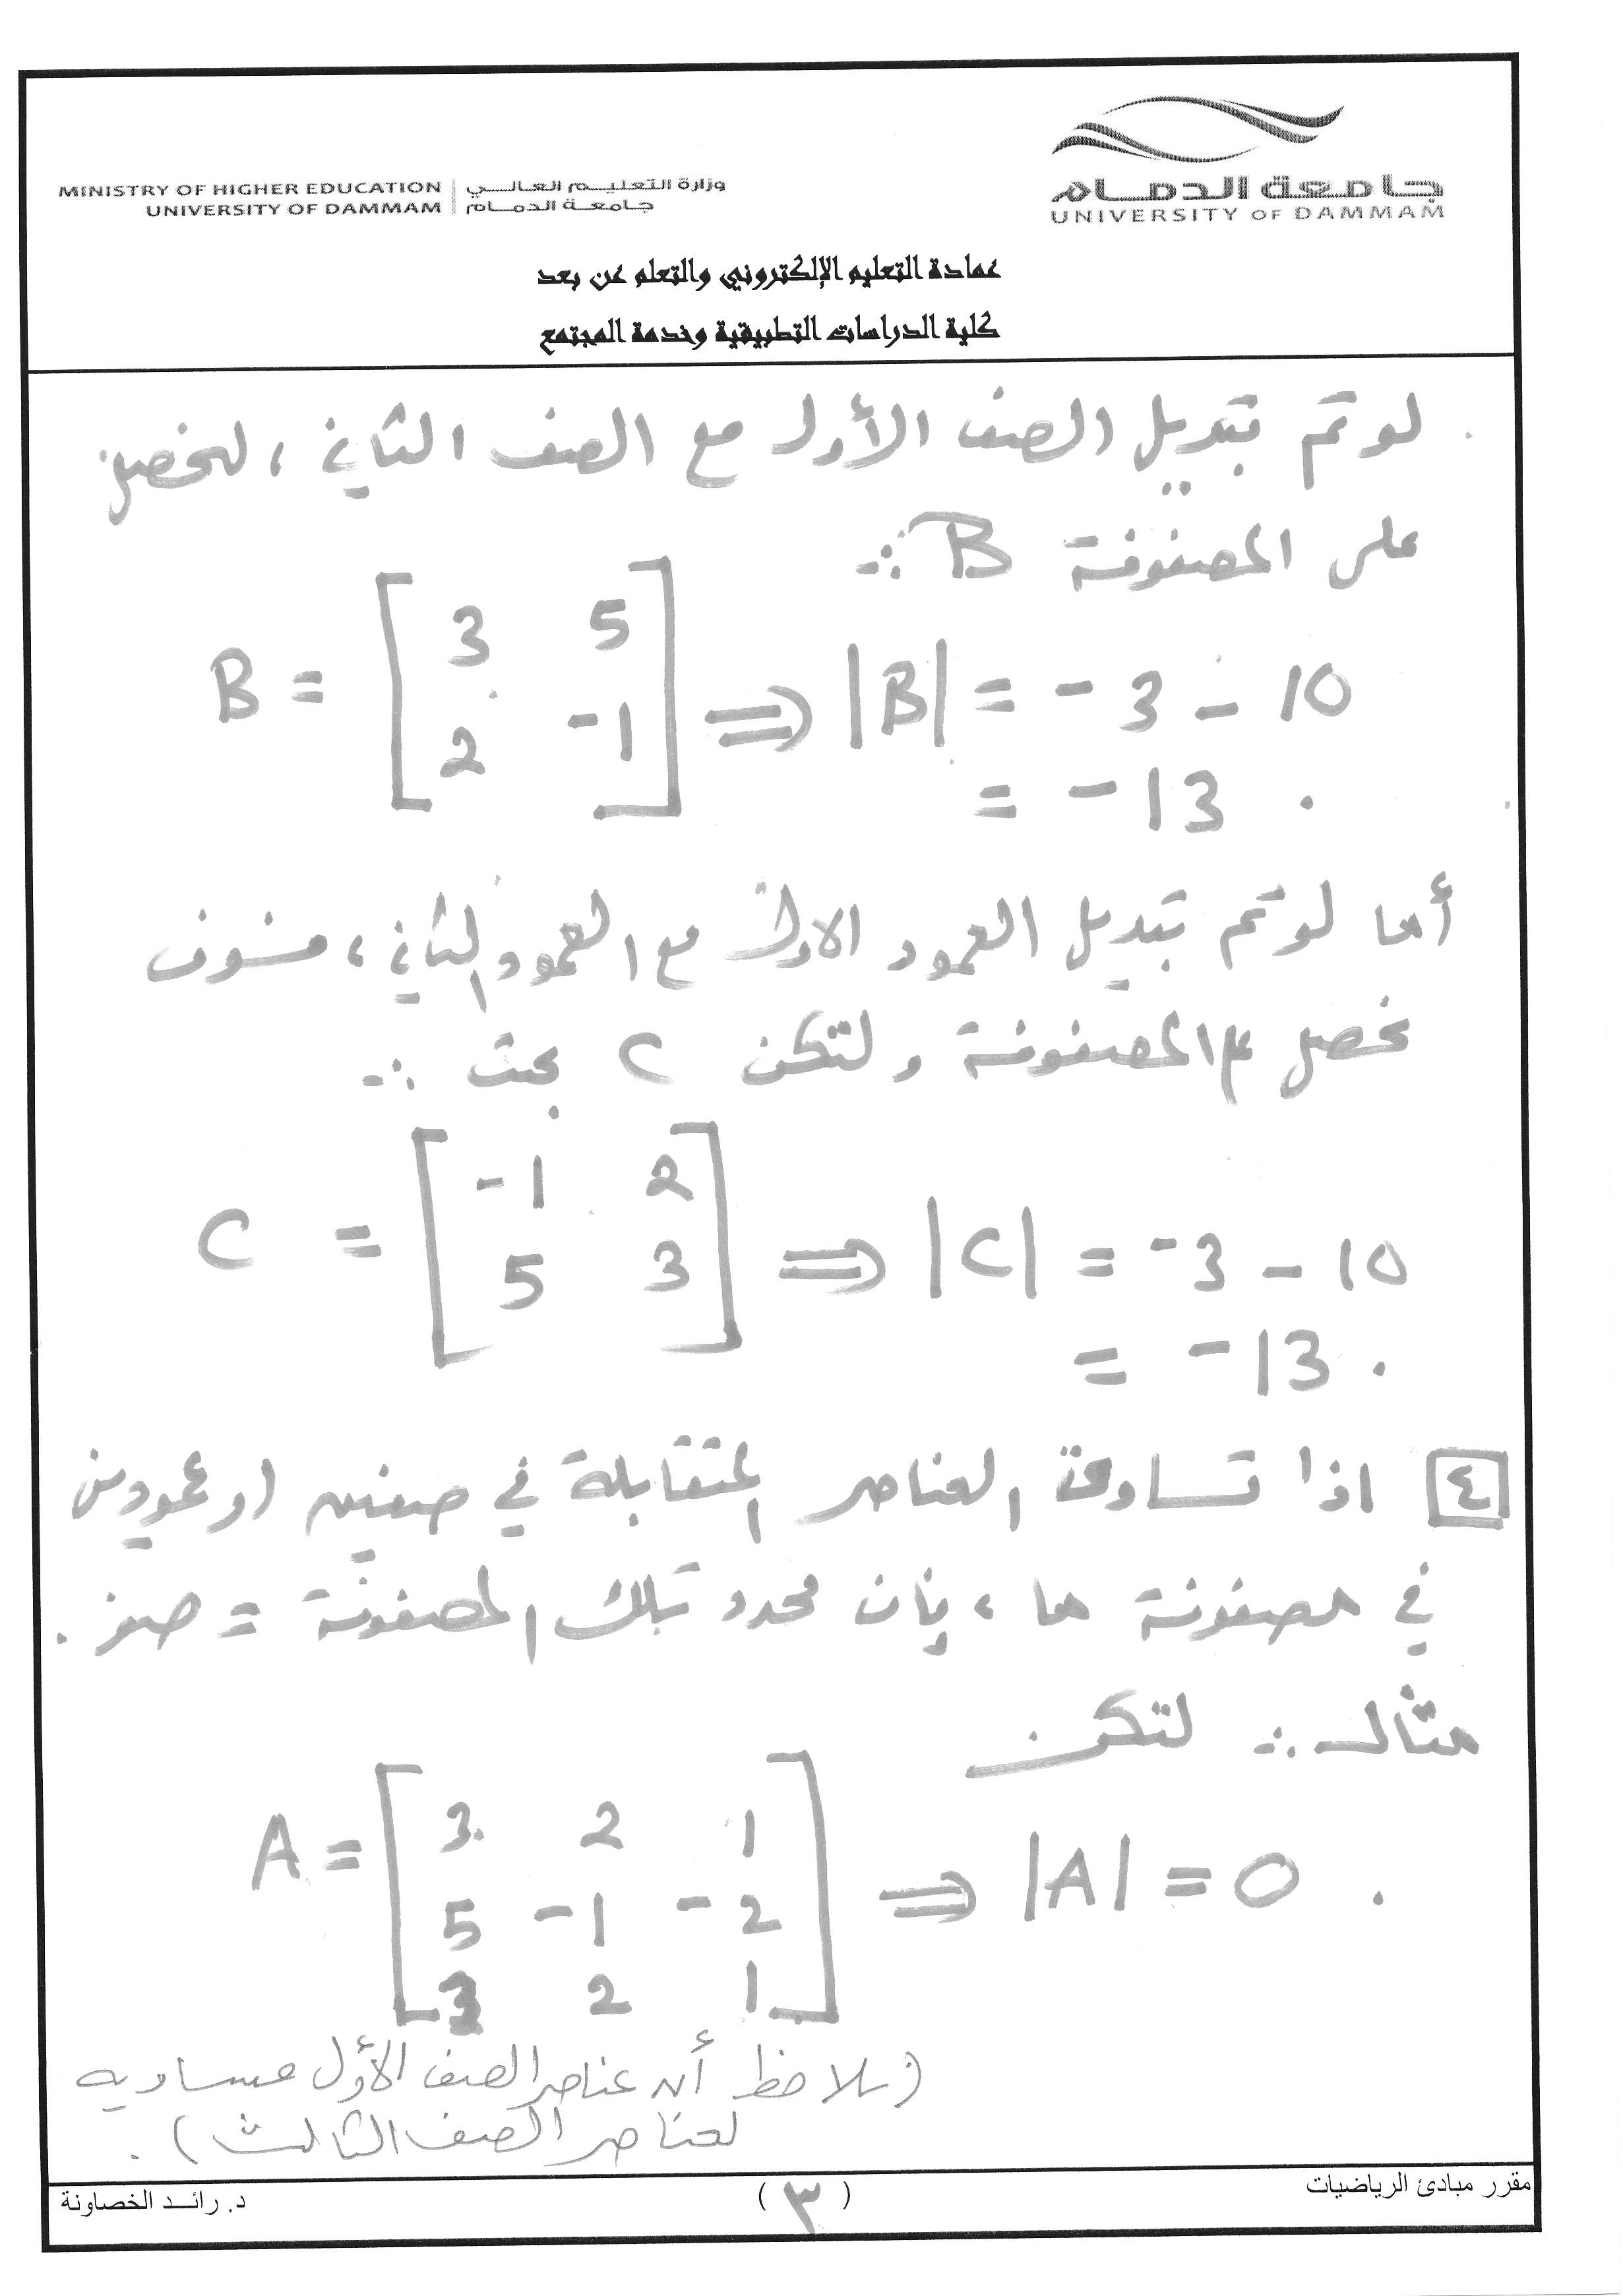 جامعة الدمام
UNIVERSITY OF DAMMAM
MINISTRY OF HIGHER EDUCATION | وزارة التعليم العالي
UNIVERSITY OF DAMMAM | جامعة الدمام
عمادة التعليم الإلكتروني والتعلم عن بعد
كلية الدراسات التطبيقية وخدمة المجتمع
لو تم تبديل الصف الأول مع الصف الثاني ، لنحصل
على المصفوفة B :-
B = [ 3 5
2 -1 ] ⇒ |B| = -3 - 10
= -13 .
أما لو تم تبديل العمود الاول مع العمود الثاني ، فسوف
نحصل على المصفوفة ولتكن C بحيث :-
C = [ -1 2
5 3 ] ⇒ |C| = -3 - 10
= -13 .
٤ اذا تساوت العناصر المتقابلة في صفين (او عمودين
في مصفوفة ما ، فإن محدد تلك المصفوفة = صفر .
مثال :- لتكن
A = [ 3 2 1
5 -1 -2
3 2 1 ] ⇒ |A| = 0 .
(نلاحظ أن عناصر الصف الأول مساويه
لعناصر الصف الثالث) .
مقرر مبادئ الرياضيات
( ٣ )
د. رائد الخصاونة